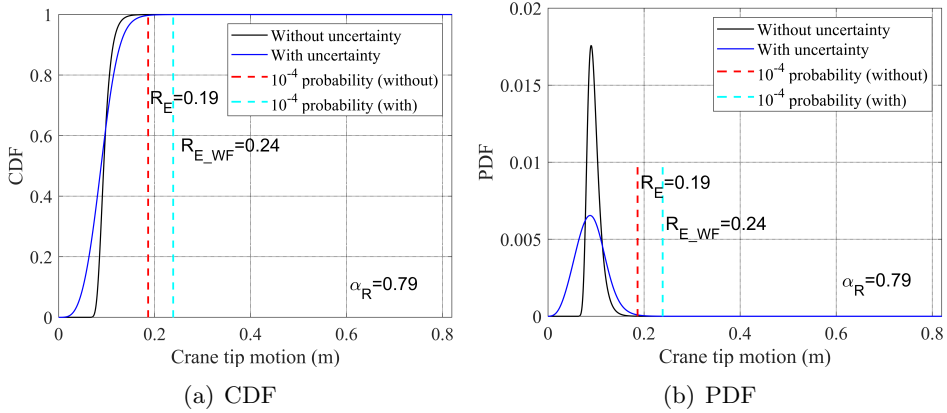 1
0.8
0.6
0.4
0.2
0
CDF
0 0.2 0.4 0.6 0.8
Crane tip motion (m)
Without uncertainty
With uncertainty
10^-4 probability (without)
10^-4 probability (with)
R_E=0.19
R_E_WF=0.24
α_R=0.79
(a) CDF
0.02
0.015
0.01
0.005
0
PDF
0 0.2 0.4 0.6 0.8
Crane tip motion (m)
Without uncertainty
With uncertainty
10^-4 probability (without)
10^-4 probability (with)
R_E=0.19
R_E_WF=0.24
α_R=0.79
(b) PDF